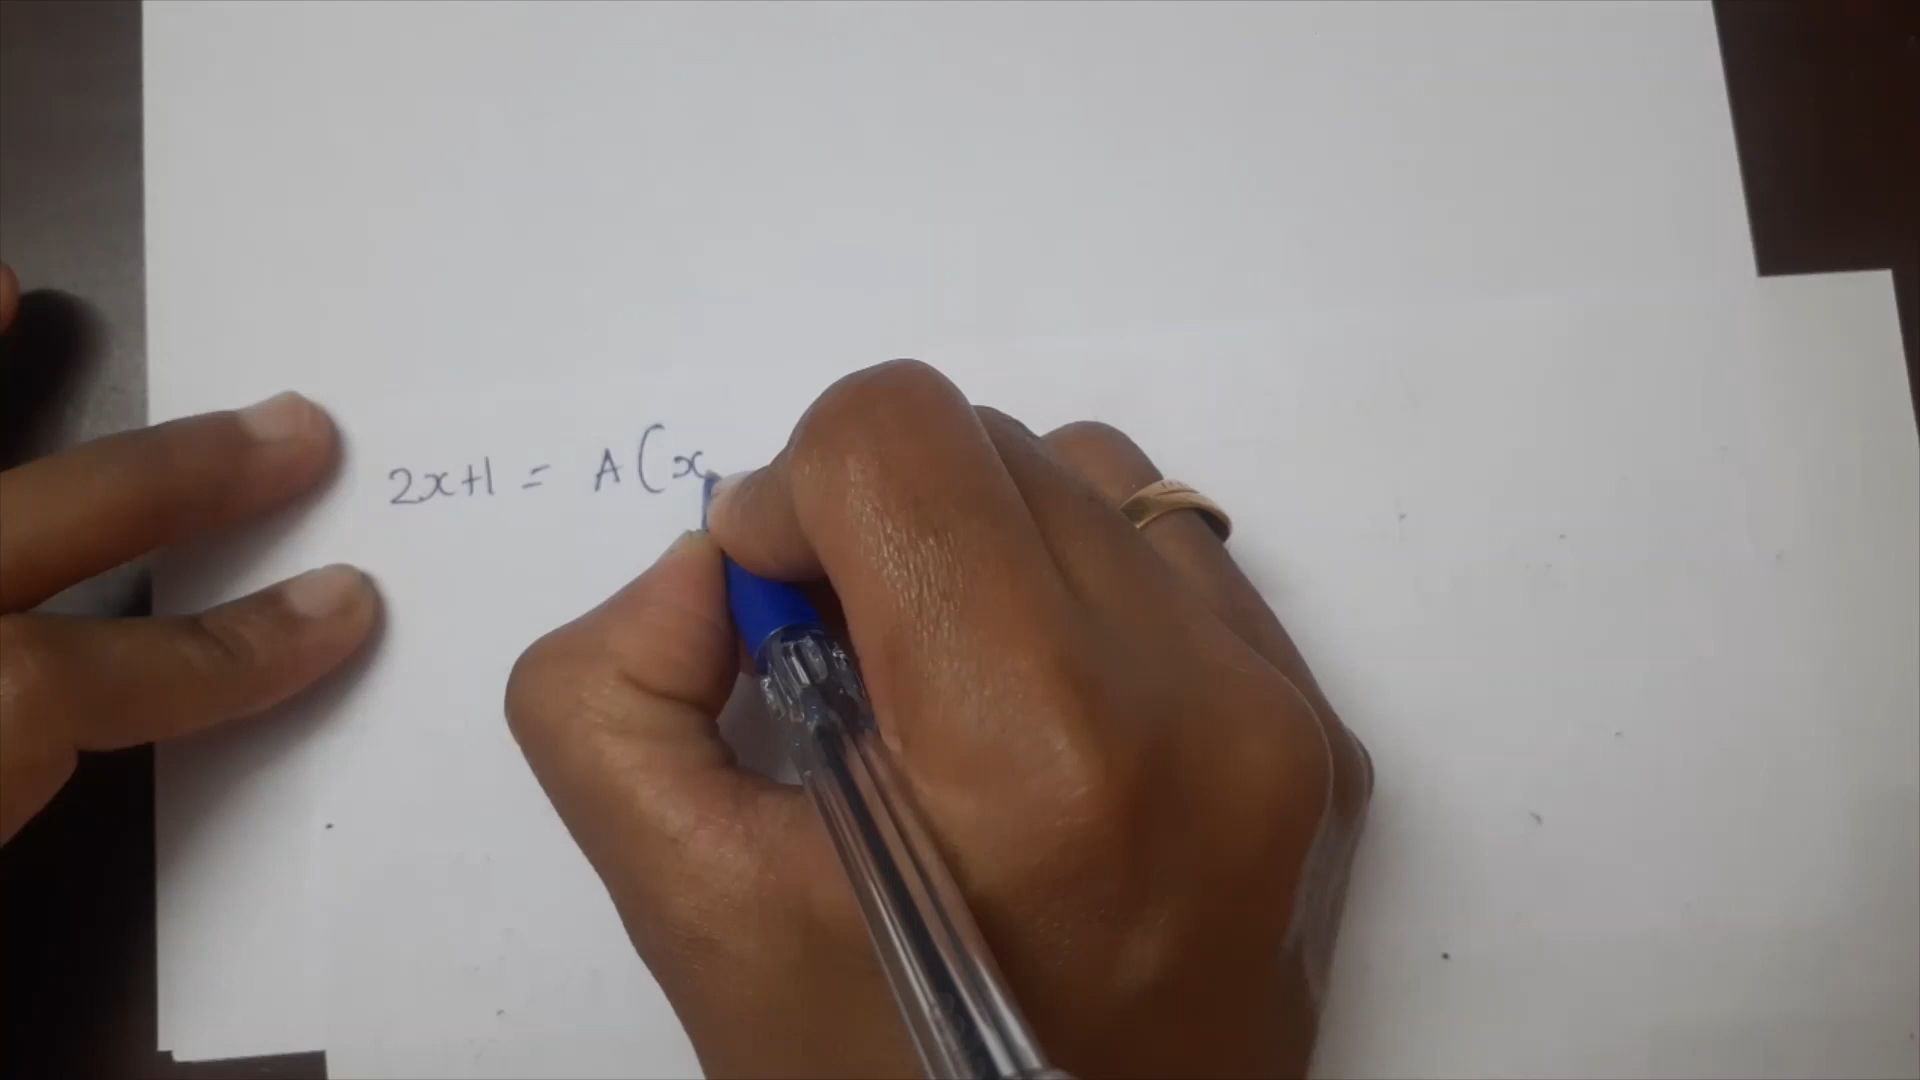 2x+1 = A(x